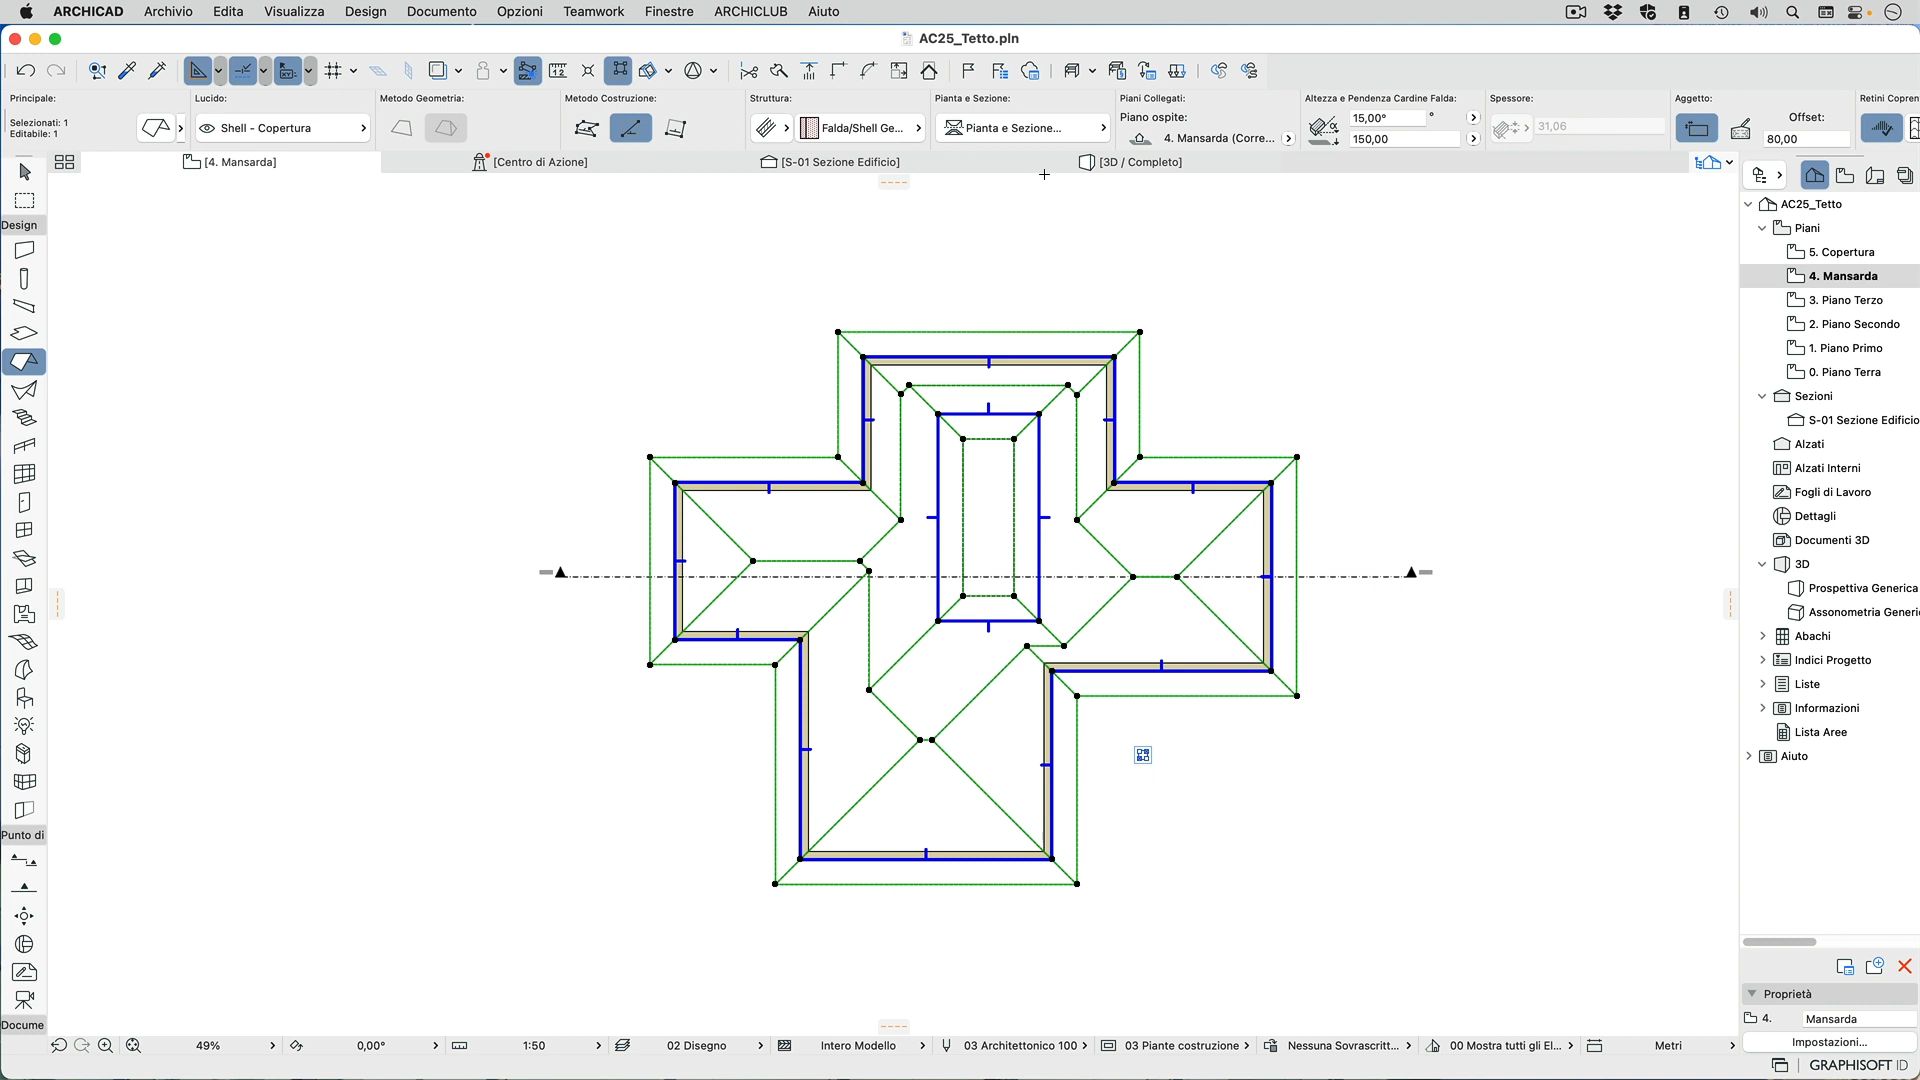 ARCHICAD Archivio Edita Visualizza Design Documento Opzioni Teamwork Finestre ARCHICLUB Aiuto
AC25_Tetto.pln
Principale: Lucido: Metodo Geometria: Metodo Costruzione: Struttura: Pianta e Sezione: Piani Collegati: Altezza e Pendenza Cardine Falda: Spessore: Aggetto: Retini Copren
Selezionati: 1
Editabile: 1
Shell - Copertura
Falda/Shell Ge...
Pianta e Sezione...
Piano ospite:
4. Mansarda (Corre...
15,00° °
150,00
31,06
Offset:
80,00
[4. Mansarda] [Centro di Azione] [S-01 Sezione Edificio] [3D / Completo]
Design
Punto di
Docume
AC25_Tetto
Piani
5. Copertura
4. Mansarda
3. Piano Terzo
2. Piano Secondo
1. Piano Primo
0. Piano Terra
Sezioni
S-01 Sezione Edificio
Alzati
Alzati Interni
Fogli di Lavoro
Dettagli
Documenti 3D
3D
Prospettiva Generica
Assonometria Generi
Abachi
Indici Progetto
Liste
Informazioni
Lista Aree
Aiuto
Proprietà
4. Mansarda
Impostazioni...
49% 0,00° 1:50 02 Disegno Intero Modello 03 Architettonico 100 03 Piante costruzione Nessuna Sovrascritt... 00 Mostra tutti gli El... Metri
GRAPHISOFT ID